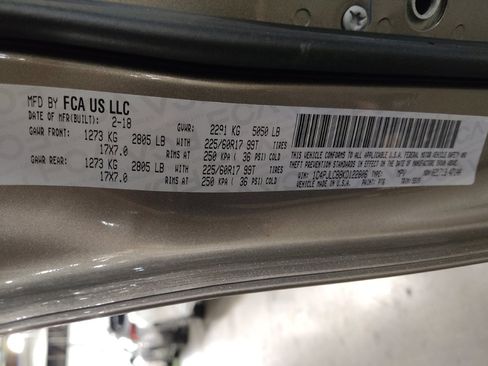 MFD BY FCA US LLC
DATE OF MFR(BUILT): 2-18 GVWR: 2291 KG 5050 LB
GAWR FRONT: 1273 KG 2805 LB WITH 225/60R17 99T TIRES
17X7.0 RIMS AT 250 KPA ( 36 PSI) COLD
GAWR REAR: 1273 KG 2805 LB WITH 225/60R17 99T TIRES
17X7.0 RIMS AT 250 KPA ( 36 PSI) COLD
THIS VEHICLE CONFORMS TO ALL APPLICABLE U.S.A. FEDERAL MOTOR VEHICLE SAFETY AND
THEFT PREVENTION STANDARDS IN EFFECT ON THE DATE OF MANUFACTURE SHOWN ABOVE.
VIN: TYPE: MPV